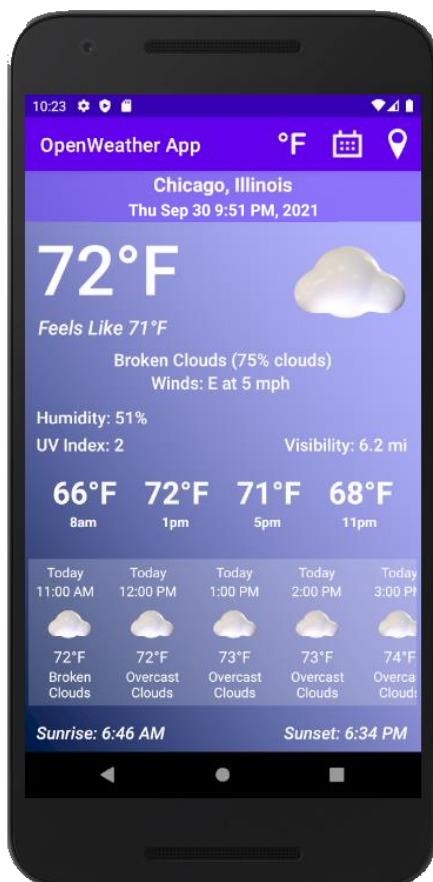 10:23
OpenWeather App °F
Chicago, Illinois
Thu Sep 30 9:51 PM, 2021
72°F
Feels Like 71°F
Broken Clouds (75% clouds)
Winds: E at 5 mph
Humidity: 51%
UV Index: 2 Visibility: 6.2 mi
66°F 72°F 71°F 68°F
8am 1pm 5pm 11pm
Today Today Today Today Today
11:00 AM 12:00 PM 1:00 PM 2:00 PM 3:00 PM
72°F 72°F 73°F 73°F 74°F
Broken Overcast Overcast Overcast Overca
Clouds Clouds Clouds Clouds Clouds
Sunrise: 6:46 AM Sunset: 6:34 PM